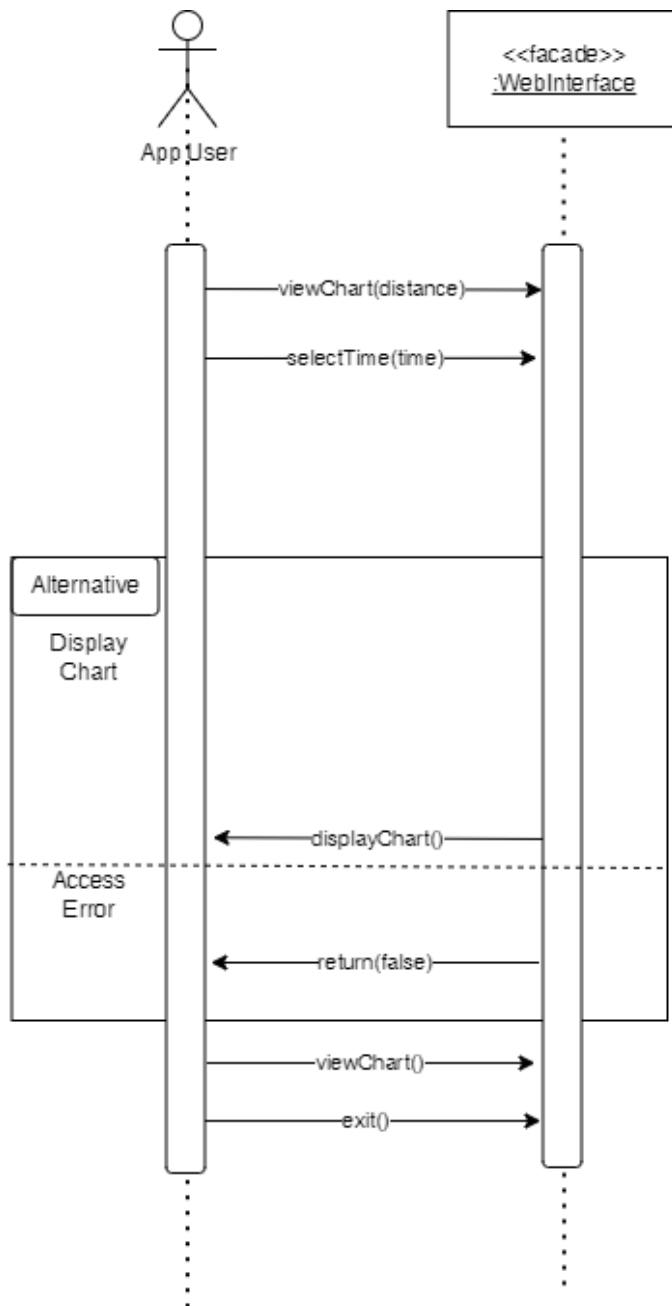 <<facade>>
:WebInterface
App User
viewChart(distance)
selectTime(time)
Alternative
Display
Chart
displayChart()
Access
Error
return(false)
viewChart()
exit()